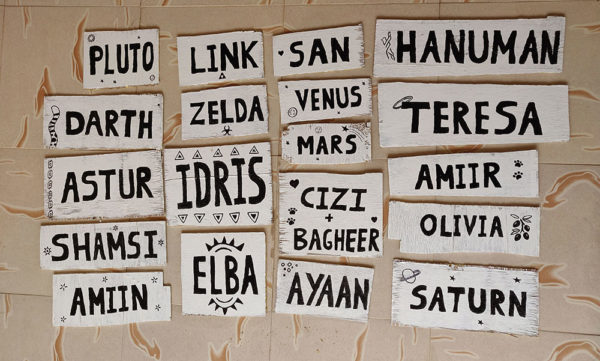 PLUTO
LINK
SAN
HANUMAN
DARTH
ZELDA
VENUS
TERESA
MARS
ASTUR
IDRIS
CIZI
+
BAGHEER
AMIIR
SHAMSI
OLIVIA
AMIIN
ELBA
AYAAN
SATURN